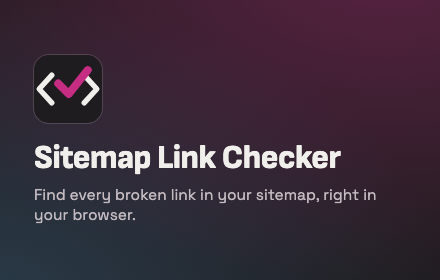 Sitemap Link Checker
Find every broken link in your sitemap, right in
your browser.